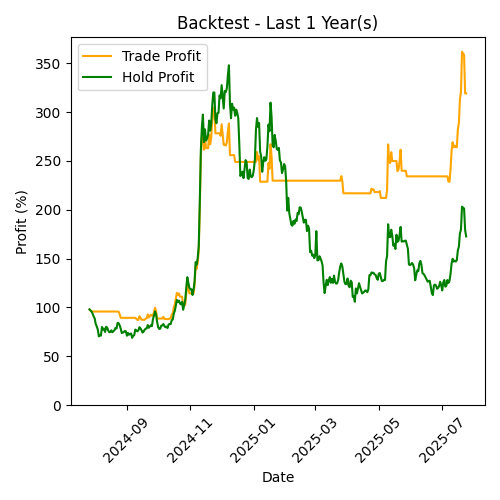 Backtest - Last 1 Year(s)
Trade Profit
Hold Profit
Profit (%)
350
300
250
200
150
100
50
0
2024-09
2024-11
2025-01
2025-03
2025-05
2025-07
Date